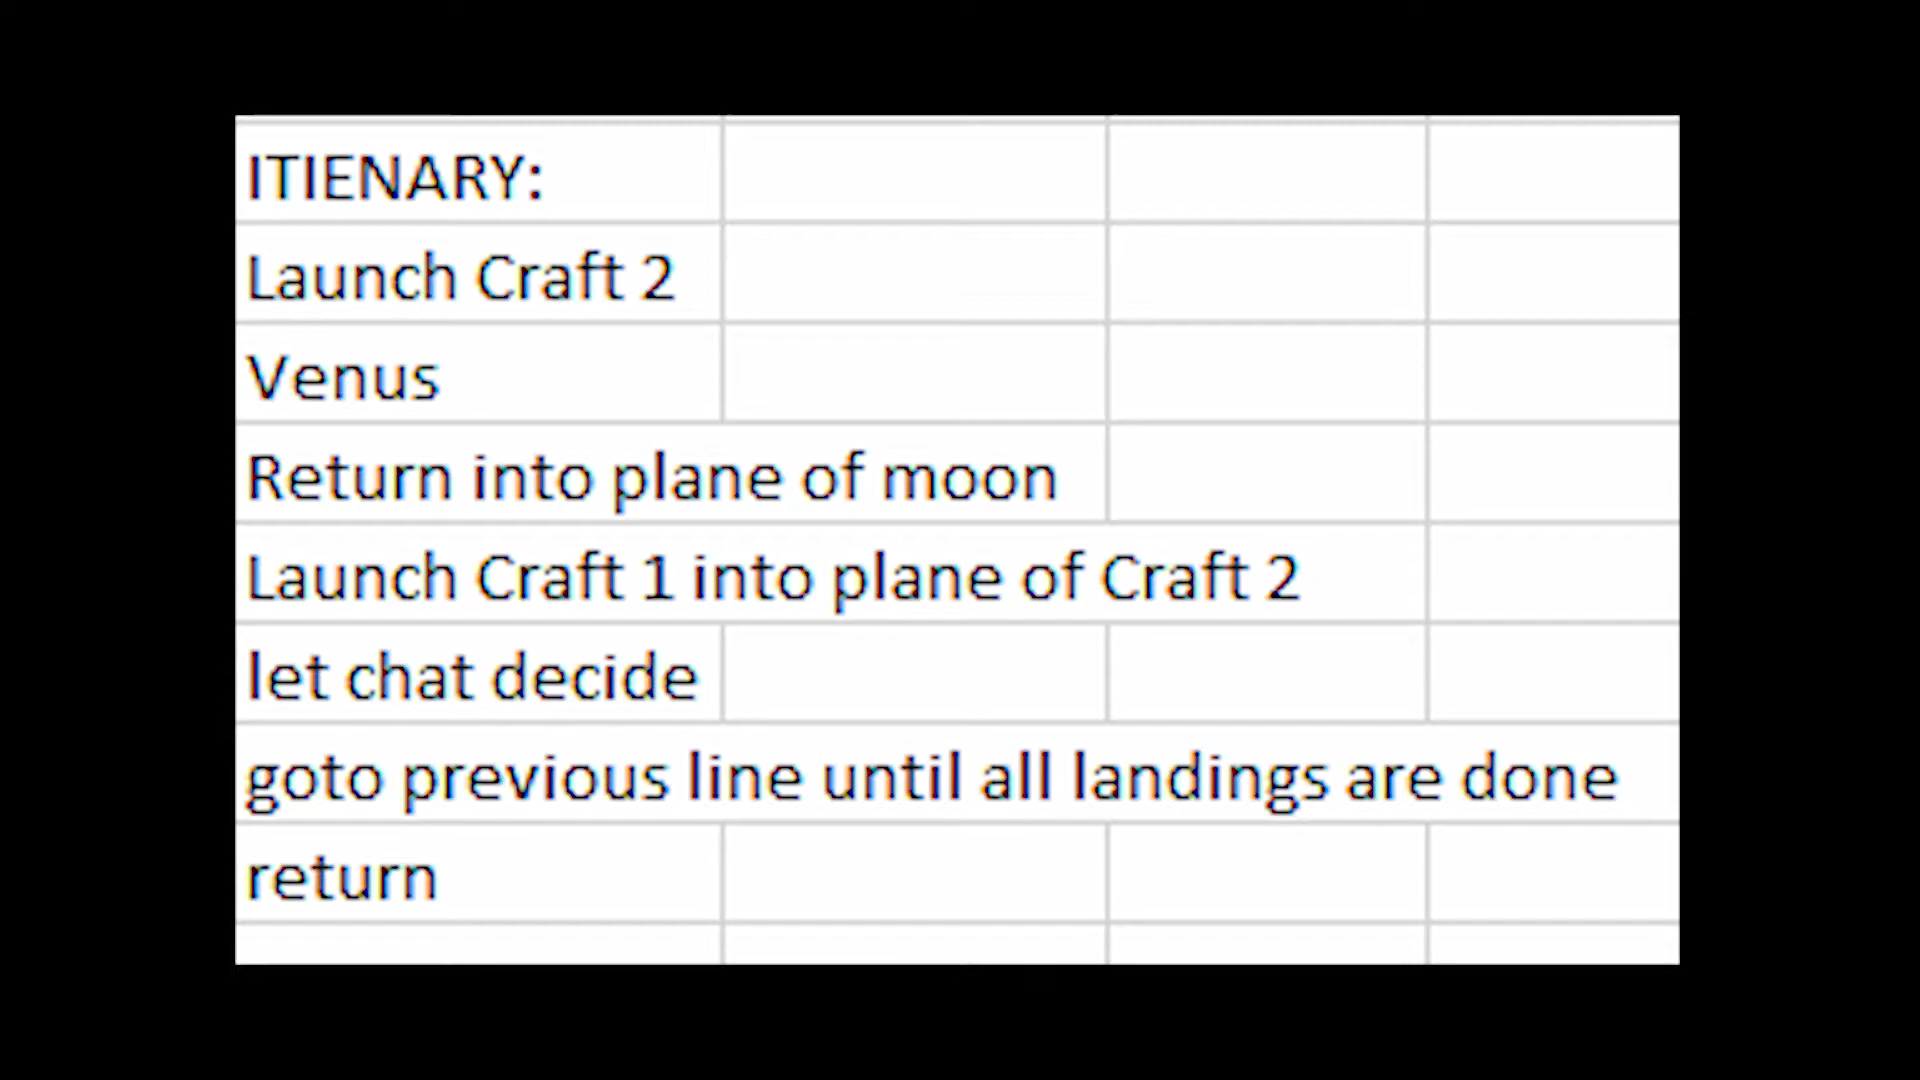 ITIENARY:
Launch Craft 2
Venus
Return into plane of moon
Launch Craft 1 into plane of Craft 2
let chat decide
goto previous line until all landings are done
return